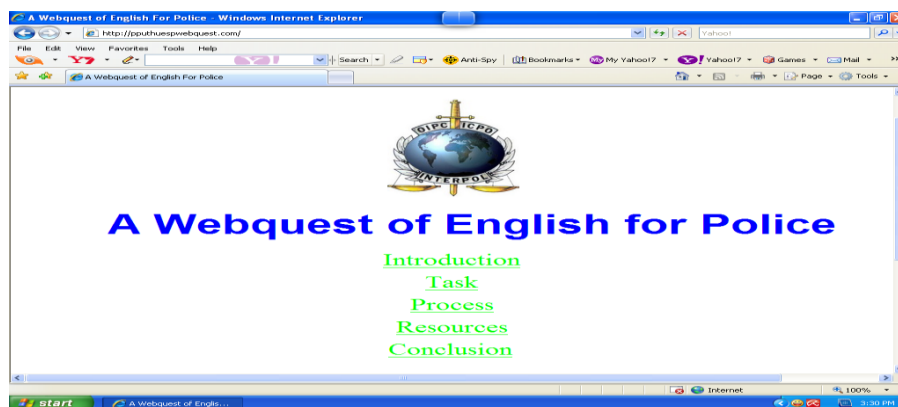 A Webquest of English For Police - Windows Internet Explorer
http://pputhuespwebquest.com/
Yahoo!
File Edit View Favorites Tools Help
Y7 Search Anti-Spy Bookmarks My Yahoo!7 Yahoo!7 Games Mail
A Webquest of English For Police Page Tools
OIPC ICPO
INTERPOL
A Webquest of English for Police
Introduction
Task
Process
Resources
Conclusion
Internet 100%
start A Webquest of Englis... 3:30 PM